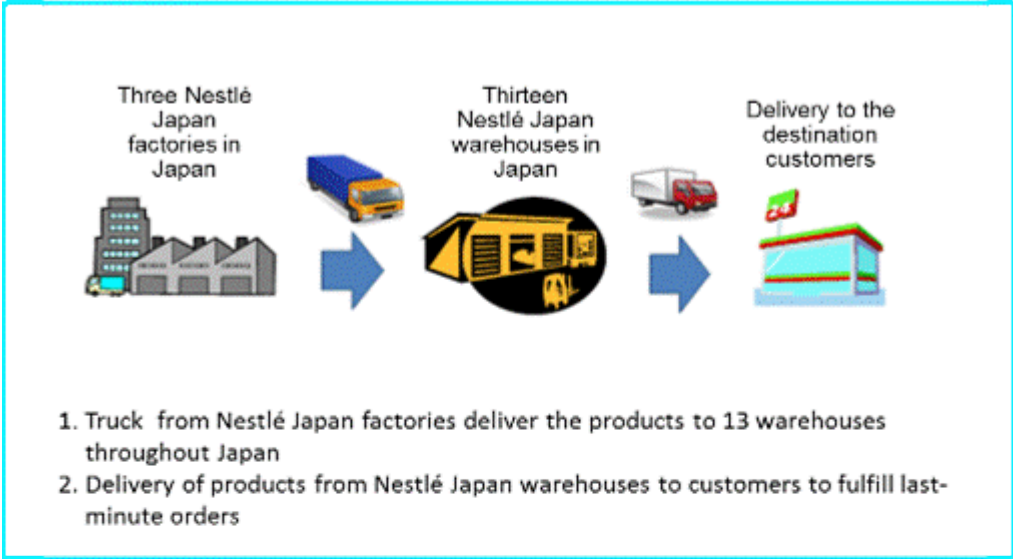 Three Nestlé
Japan
factories in
Japan
Thirteen
Nestlé Japan
warehouses in
Japan
Delivery to the
destination
customers
1. Truck  from Nestlé Japan factories deliver the products to 13 warehouses
throughout Japan
2. Delivery of products from Nestlé Japan warehouses to customers to fulfill last-
minute orders